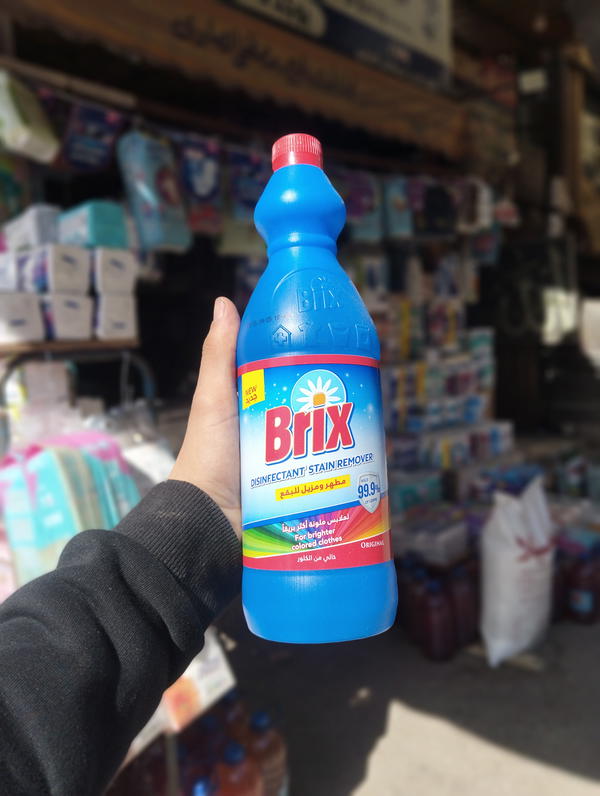 Brix
NEW
جديد
Brix
DISINFECTANT STAIN REMOVER
مطهر ومزيل للبقع
99.9%
لملابس ملونة أكثر بريقاً
For brighter
colored clothes
ORIGINAL
خالي من الكلور